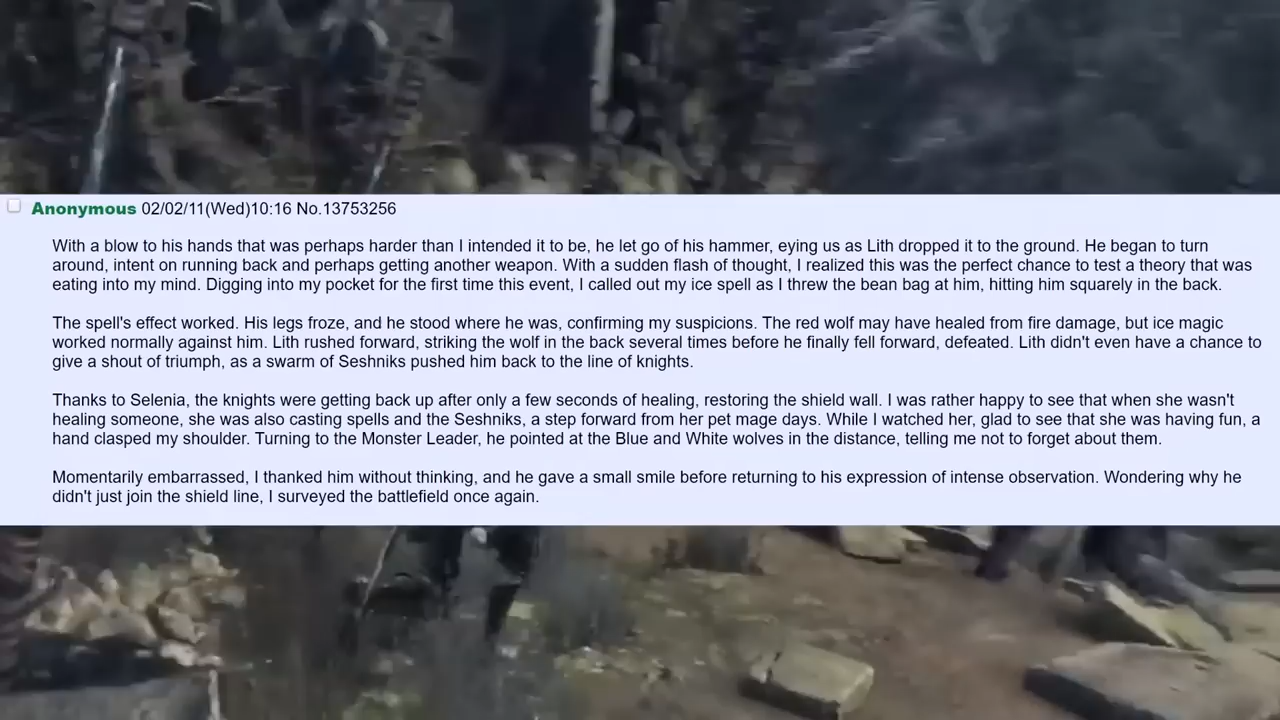 Anonymous 02/02/11(Wed)10:16 No.13753256
With a blow to his hands that was perhaps harder than I intended it to be, he let go of his hammer, eying us as Lith dropped it to the ground. He began to turn
around, intent on running back and perhaps getting another weapon. With a sudden flash of thought, I realized this was the perfect chance to test a theory that was
eating into my mind. Digging into my pocket for the first time this event, I called out my ice spell as I threw the bean bag at him, hitting him squarely in the back.
The spell's effect worked. His legs froze, and he stood where he was, confirming my suspicions. The red wolf may have healed from fire damage, but ice magic
worked normally against him. Lith rushed forward, striking the wolf in the back several times before he finally fell forward, defeated. Lith didn't even have a chance to
give a shout of triumph, as a swarm of Seshniks pushed him back to the line of knights.
Thanks to Selenia, the knights were getting back up after only a few seconds of healing, restoring the shield wall. I was rather happy to see that when she wasn't
healing someone, she was also casting spells and the Seshniks, a step forward from her pet mage days. While I watched her, glad to see that she was having fun, a
hand clasped my shoulder. Turning to the Monster Leader, he pointed at the Blue and White wolves in the distance, telling me not to forget about them.
Momentarily embarrassed, I thanked him without thinking, and he gave a small smile before returning to his expression of intense observation. Wondering why he
didn't just join the shield line, I surveyed the battlefield once again.